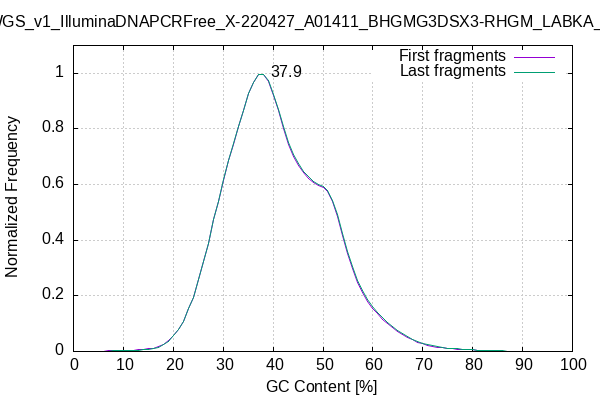 WGS_v1_IlluminaDNAPCRFree_X-220427_A01411_BHGMG3DSX3-RHGM_LABKA_
First fragments
Last fragments
37.9
1
0.8
0.6
0.4
0.2
0
Normalized Frequency
0 10 20 30 40 50 60 70 80 90 100
GC Content [%]